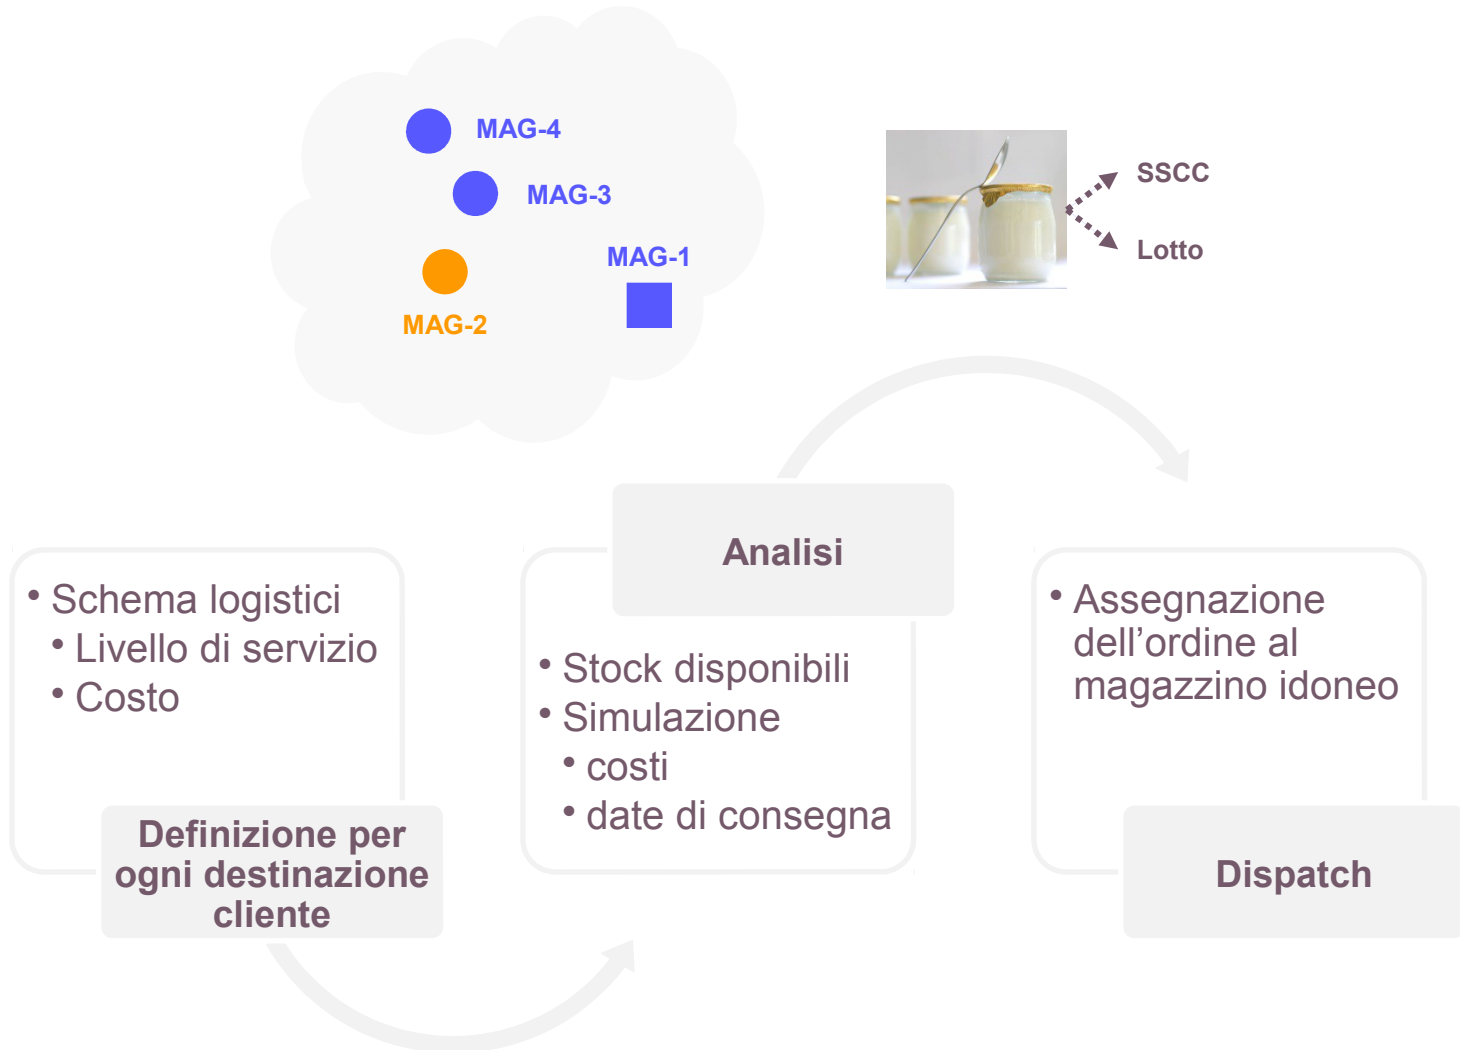 MAG-4
MAG-3
MAG-1
MAG-2
SSCC
Lotto
• Schema logistici
• Livello di servizio
• Costo
Definizione per
ogni destinazione
cliente
Analisi
• Stock disponibili
• Simulazione
• costi
• date di consegna
• Assegnazione
dell’ordine al
magazzino idoneo
Dispatch